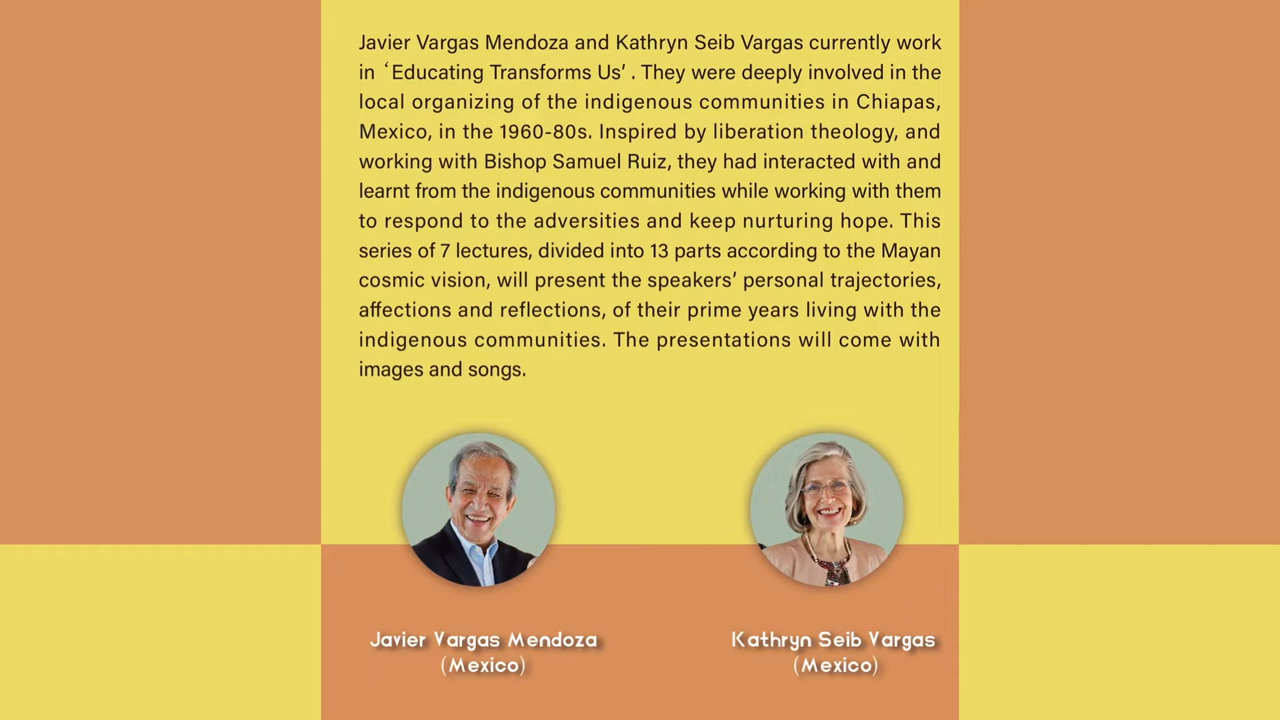 Javier Vargas Mendoza and Kathryn Seib Vargas currently work
in ‘Educating Transforms Us’ . They were deeply involved in the
local organizing of the indigenous communities in Chiapas,
Mexico, in the 1960-80s. Inspired by liberation theology, and
working with Bishop Samuel Ruiz, they had interacted with and
learnt from the indigenous communities while working with them
to respond to the adversities and keep nurturing hope. This
series of 7 lectures, divided into 13 parts according to the Mayan
cosmic vision, will present the speakers’ personal trajectories,
affections and reflections, of their prime years living with the
indigenous communities. The presentations will come with
images and songs.
Javier Vargas Mendoza
(Mexico)
Kathryn Seib Vargas
(Mexico)